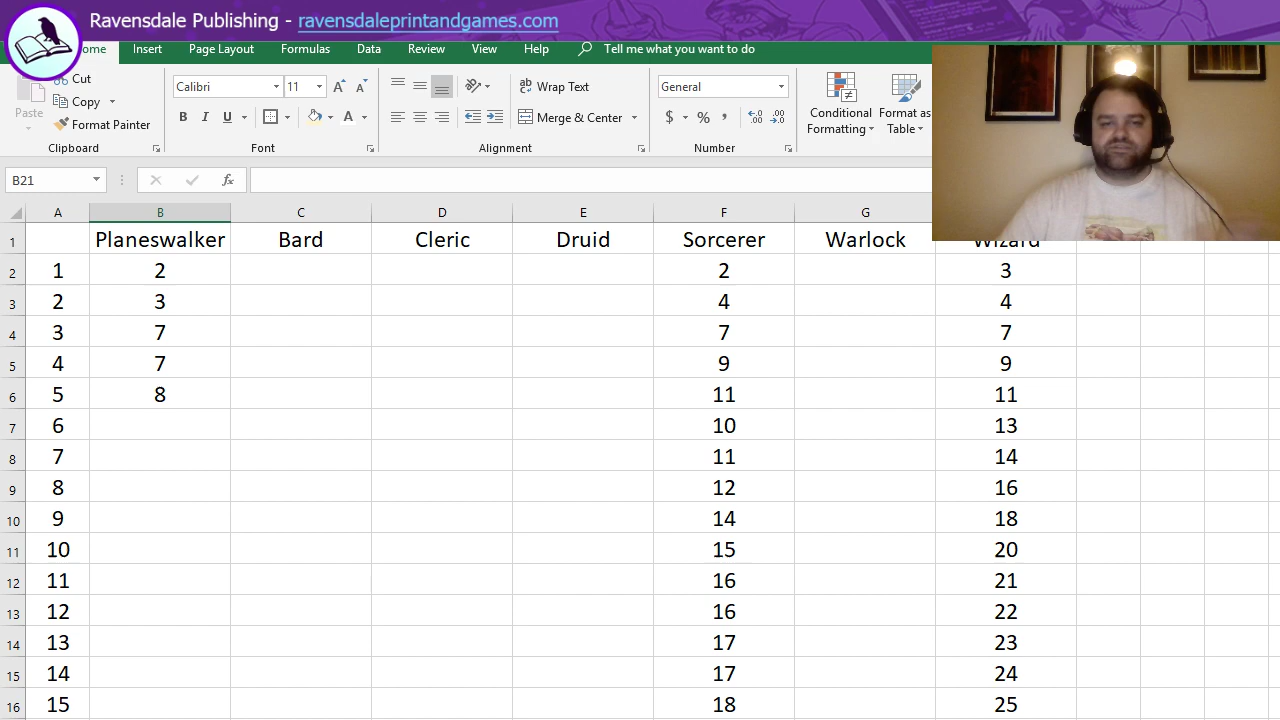 Ravensdale Publishing - ravensdaleprintandgames.com
ome Insert Page Layout Formulas Data Review View Help Tell me what you want to do
Cut
Copy
Format Painter
Paste
Clipboard
Calibri 11
B I U A
Font
ab Wrap Text
Merge & Center
Alignment
General
$ % ,
Number
Conditional Formatting
Format as Table
B21 fx
A B C D E F G
1 Planeswalker Bard Cleric Druid Sorcerer Warlock Wizard
2 1 2 2 3
3 2 3 4 4
4 3 7 7 7
5 4 7 9 9
6 5 8 11 11
7 6 10 13
8 7 11 14
9 8 12 16
10 9 14 18
11 10 15 20
12 11 16 21
13 12 16 22
14 13 17 23
15 14 17 24
16 15 18 25